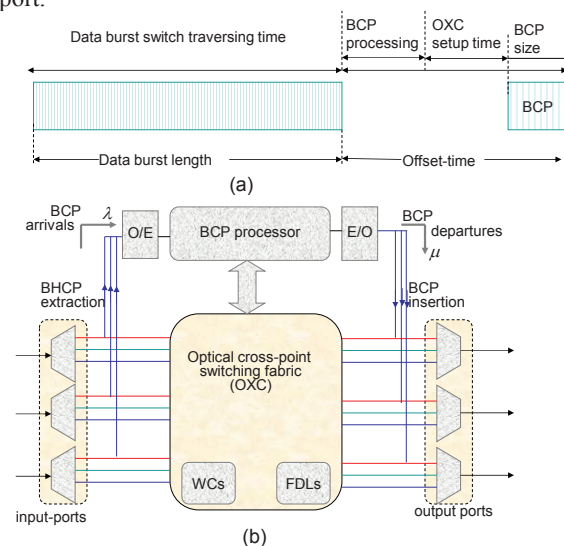 port.
(a)
BCP
processing
OXC
setup time
BCP
size
Data burst switch traversing time
BCP
Data burst length
Offset-time
(a)
BCP
arrivals
λ
O/E
BCP processor
E/O
BCP
departures
μ
BHCP
extraction
BCP
insertion
Optical cross-point
switching fabric
(OXC)
WCs
FDLs
input-ports
output ports
(b)